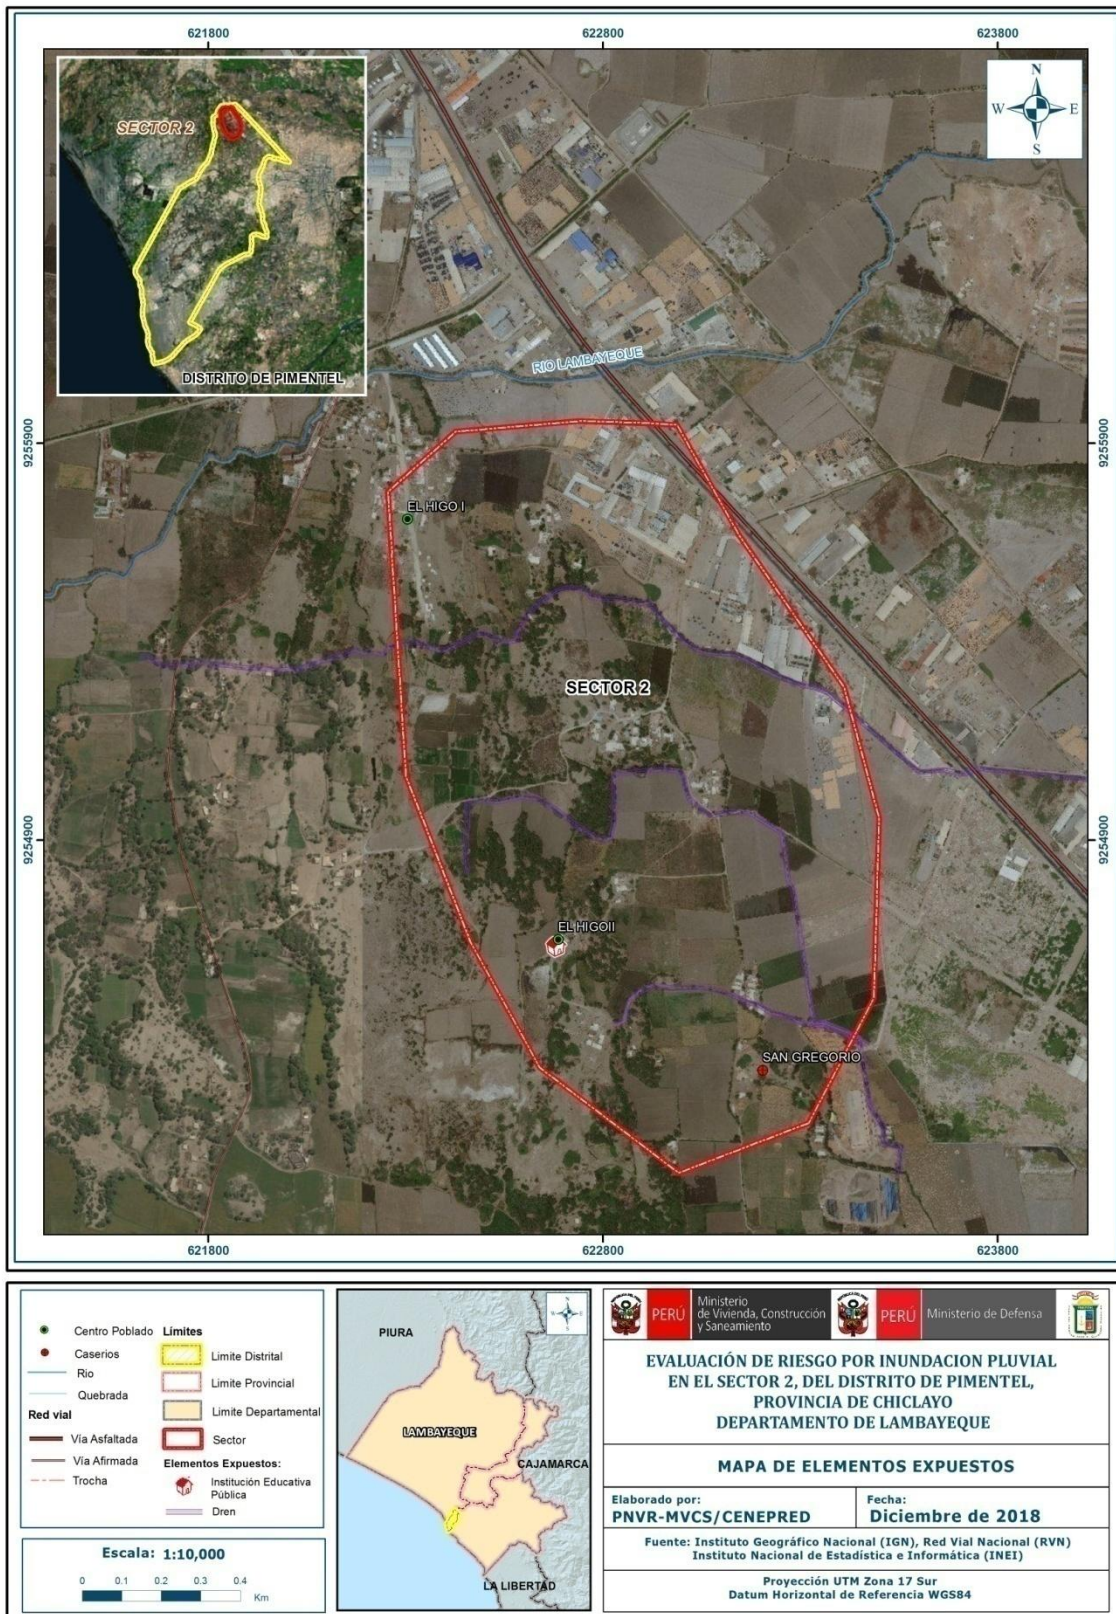 621800
622800
623800
N
W
E
S
SECTOR 2
DISTRITO DE PIMENTEL
RIO LAMBAYEQUE
9255900
9255900
EL HIGO I
SECTOR 2
9254900
9254900
EL HIGOII
SAN GREGORIO
621800
622800
623800
Centro Poblado
Caserios
Rio
Quebrada
Red vial
Vía Asfaltada
Vía Afirmada
Trocha
Limites
Limite Distrital
Limite Provincial
Limite Departamental
Sector
Elementos Expuestos:
Institución Educativa
Pública
Dren
Escala: 1:10,000
0 0.1 0.2 0.3 0.4
Km
PIURA
LAMBAYEQUE
CAJAMARCA
LA LIBERTAD
PERÚ
Ministerio
de Vivienda, Construcción
y Saneamiento
PERÚ
Ministerio de Defensa
EVALUACIÓN DE RIESGO POR INUNDACION PLUVIAL
EN EL SECTOR 2, DEL DISTRITO DE PIMENTEL,
PROVINCIA DE CHICLAYO
DEPARTAMENTO DE LAMBAYEQUE
MAPA DE ELEMENTOS EXPUESTOS
Elaborado por:
PNVR-MVCS/CENEPRED
Fecha:
Diciembre de 2018
Fuente: Instituto Geográfico Nacional (IGN), Red Vial Nacional (RVN)
Instituto Nacional de Estadística e Informática (INEI)
Proyección UTM Zona 17 Sur
Datum Horizontal de Referencia WGS84